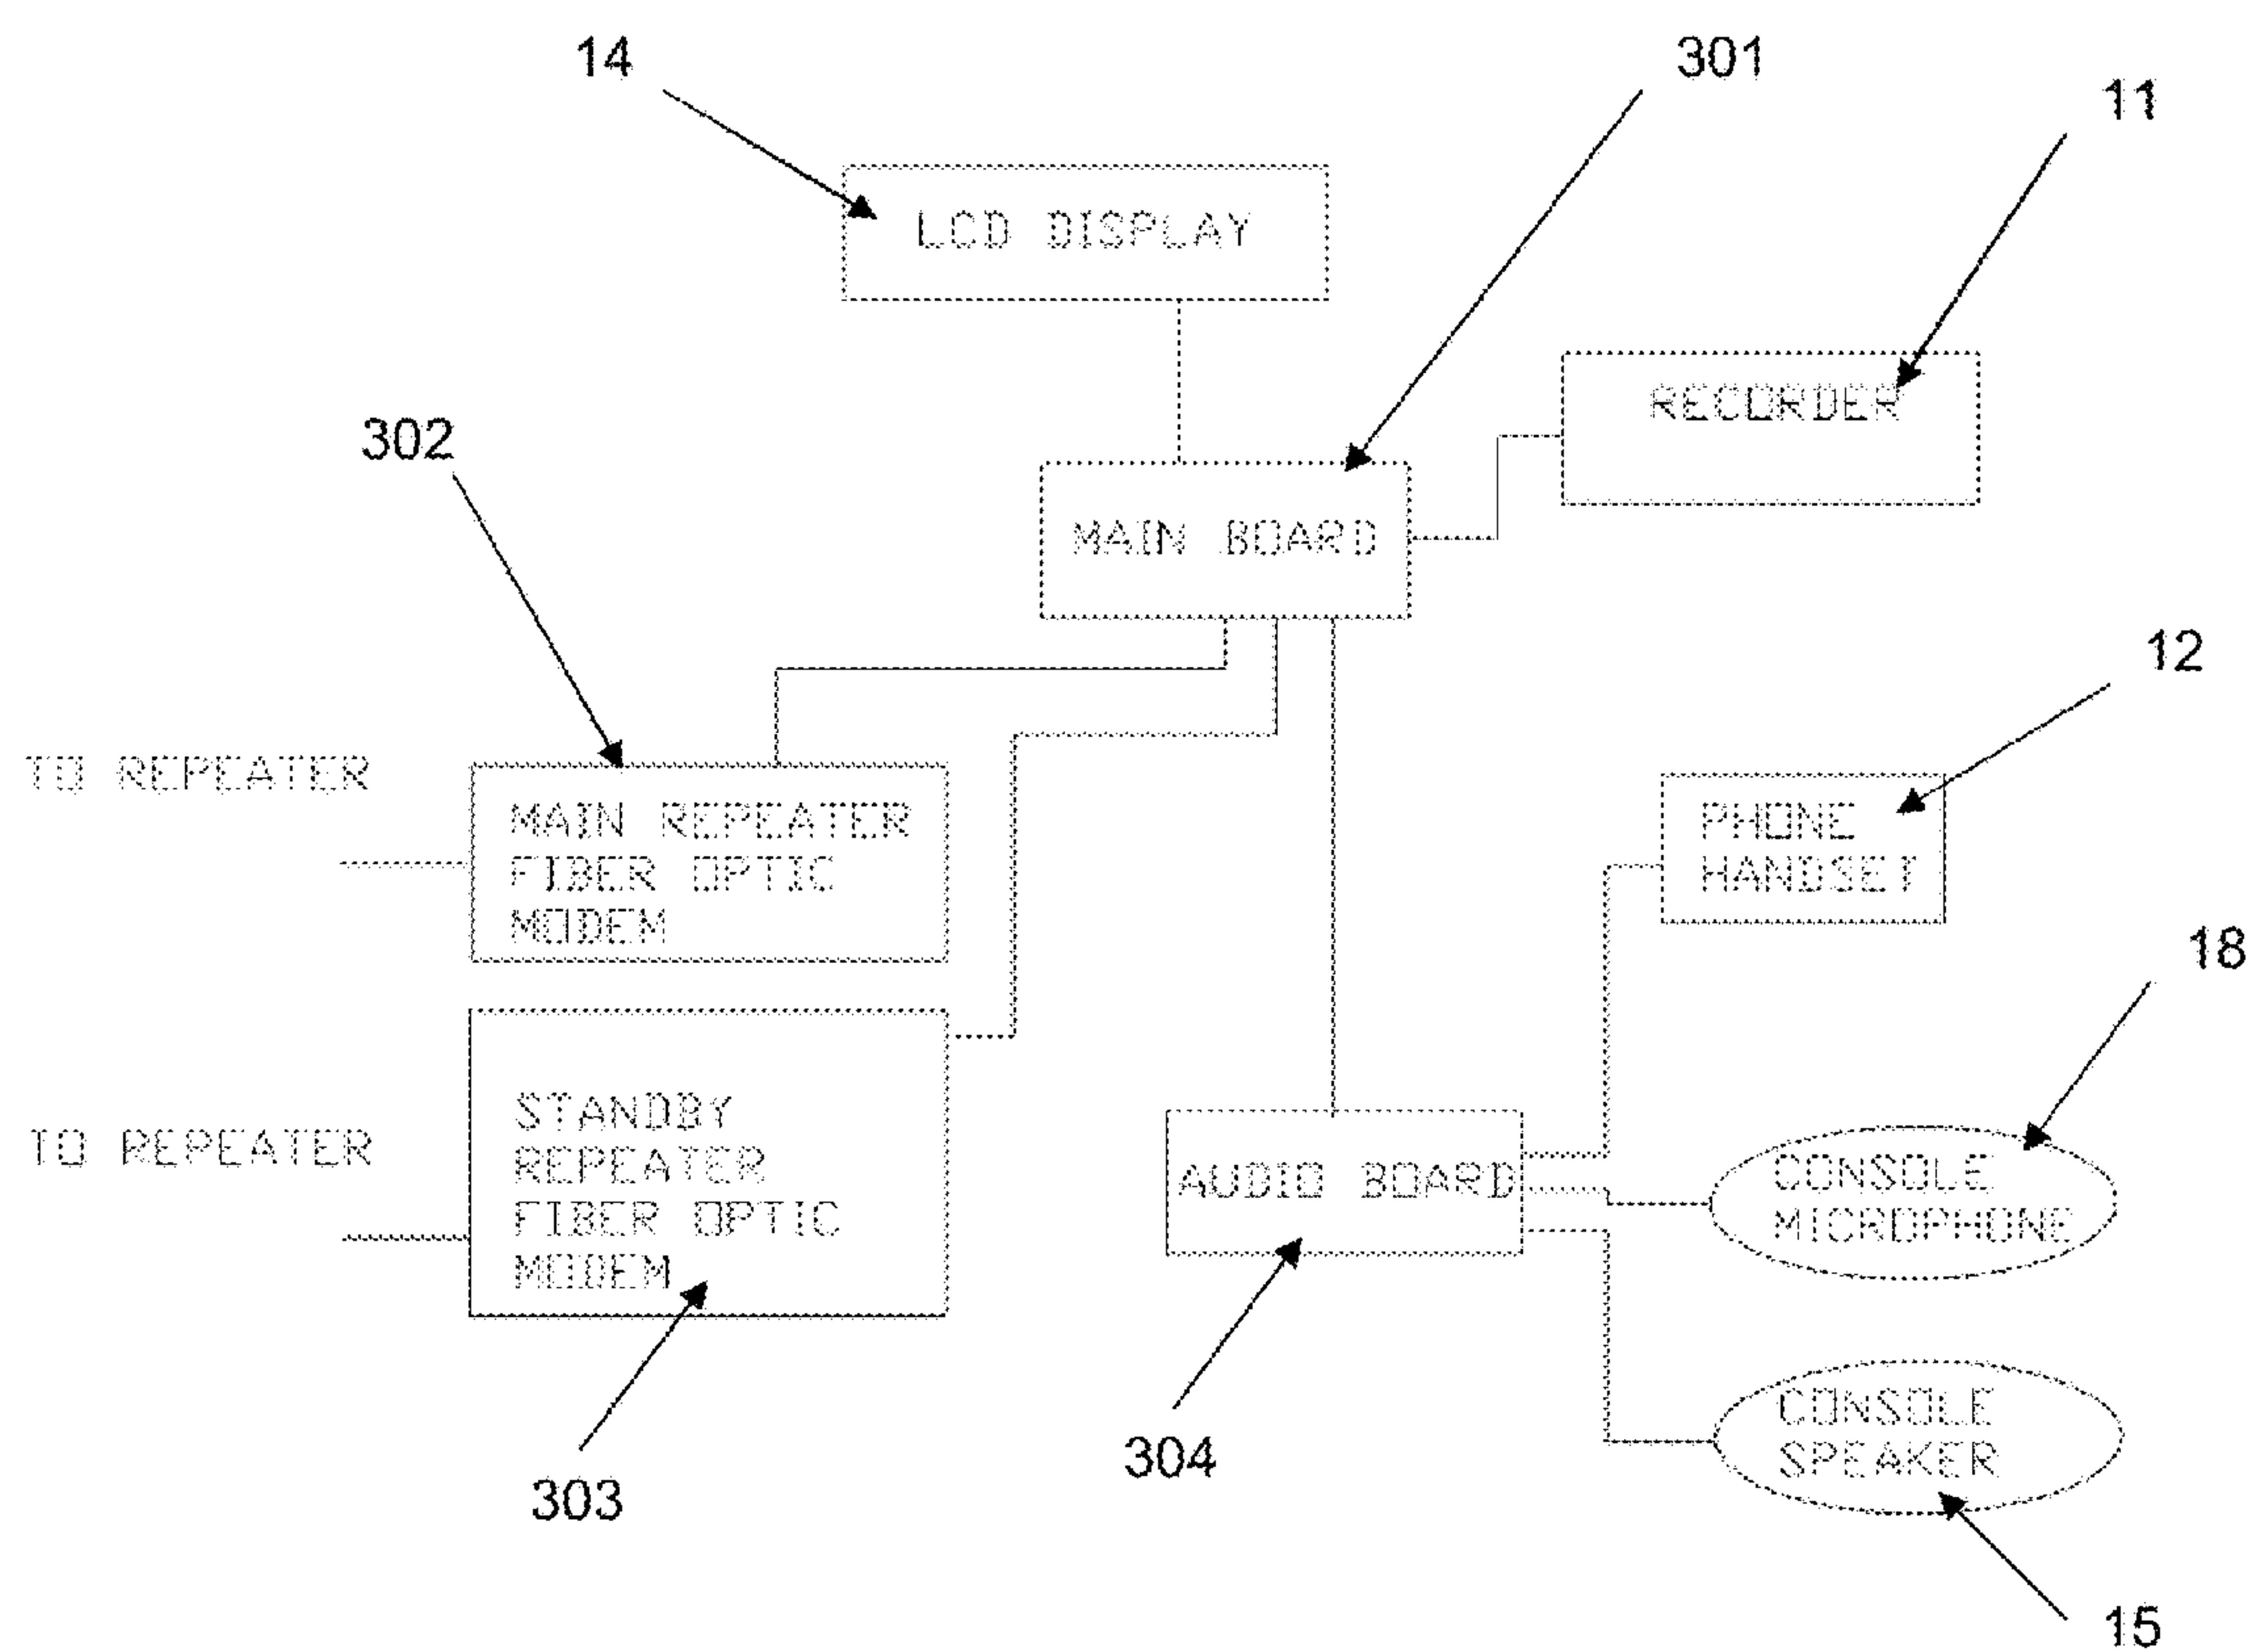 14
301
11
LCD DISPLAY
RECORDER
302
MAIN BOARD
12
TO REPEATER
MAIN REPEATER
FIBER OPTIC
MODEM
PHONE
HANDSET
18
STANDBY
REPEATER
FIBER OPTIC
MODEM
TO REPEATER
AUDIO BOARD
CONSOLE
MICROPHONE
CONSOLE
SPEAKER
304
303
15